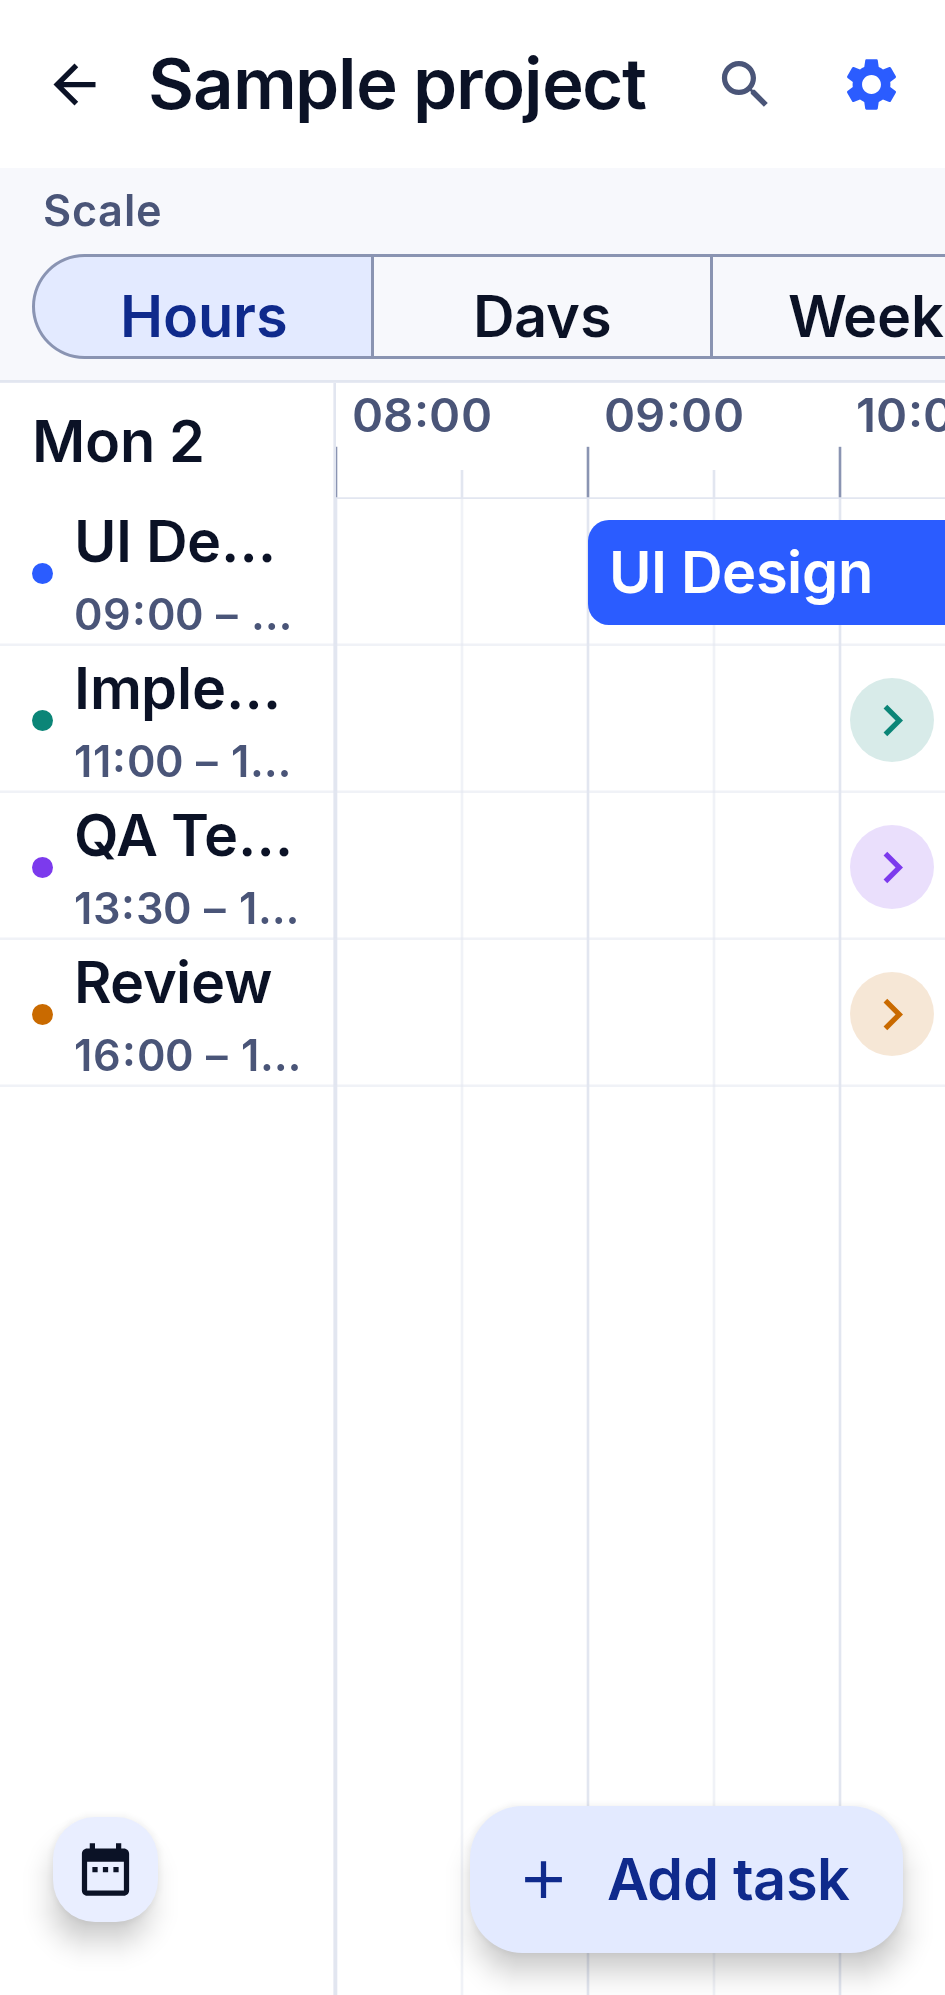 Sample project
Scale
Hours
Days
Week
Mon 2
08:00
09:00
10:0
UI De...
09:00 – ...
UI Design
Imple...
11:00 – 1...
QA Te...
13:30 – 1...
Review
16:00 – 1...
Add task